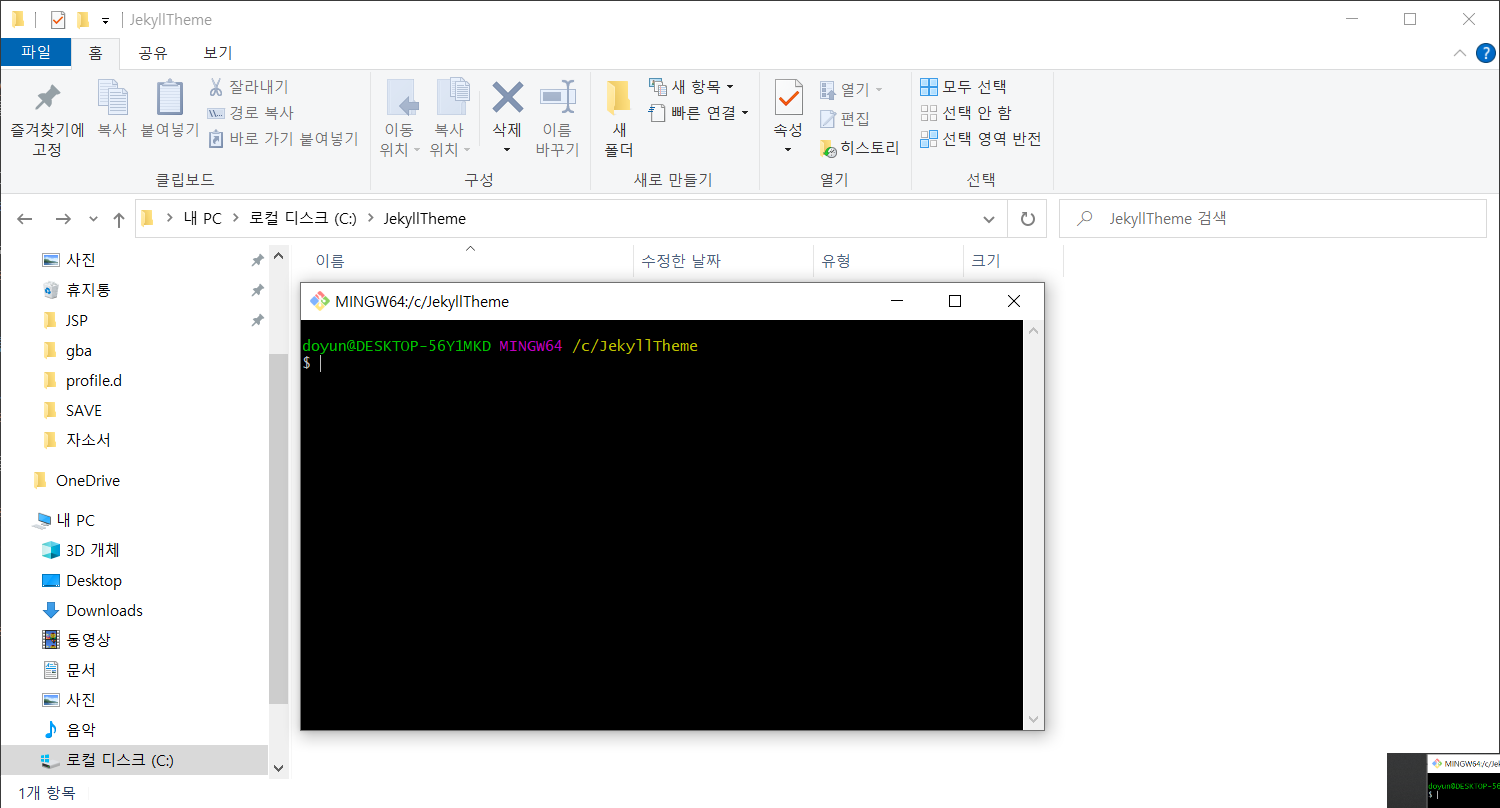 JekyllTheme
파일 홈 공유 보기
즐겨찾기에 고정
복사
붙여넣기
잘라내기
경로 복사
바로 가기 붙여넣기
클립보드
이동 위치
복사 위치
삭제
이름 바꾸기
구성
새 폴더
새 항목
빠른 연결
새로 만들기
속성
열기
편집
히스토리
열기
모두 선택
선택 안 함
선택 영역 반전
선택
내 PC 로컬 디스크 (C:) JekyllTheme
JekyllTheme 검색
이름 수정한 날짜 유형 크기
사진
휴지통
JSP
gba
profile.d
SAVE
자소서
OneDrive
내 PC
3D 개체
Desktop
Downloads
동영상
문서
사진
음악
로컬 디스크 (C:)
1개 항목
MINGW64:/c/JekyllTheme
doyun@DESKTOP-56Y1MKD MINGW64 /c/JekyllTheme
$
MINGW64:/c/Jek
doyun@DESKTOP-56
$